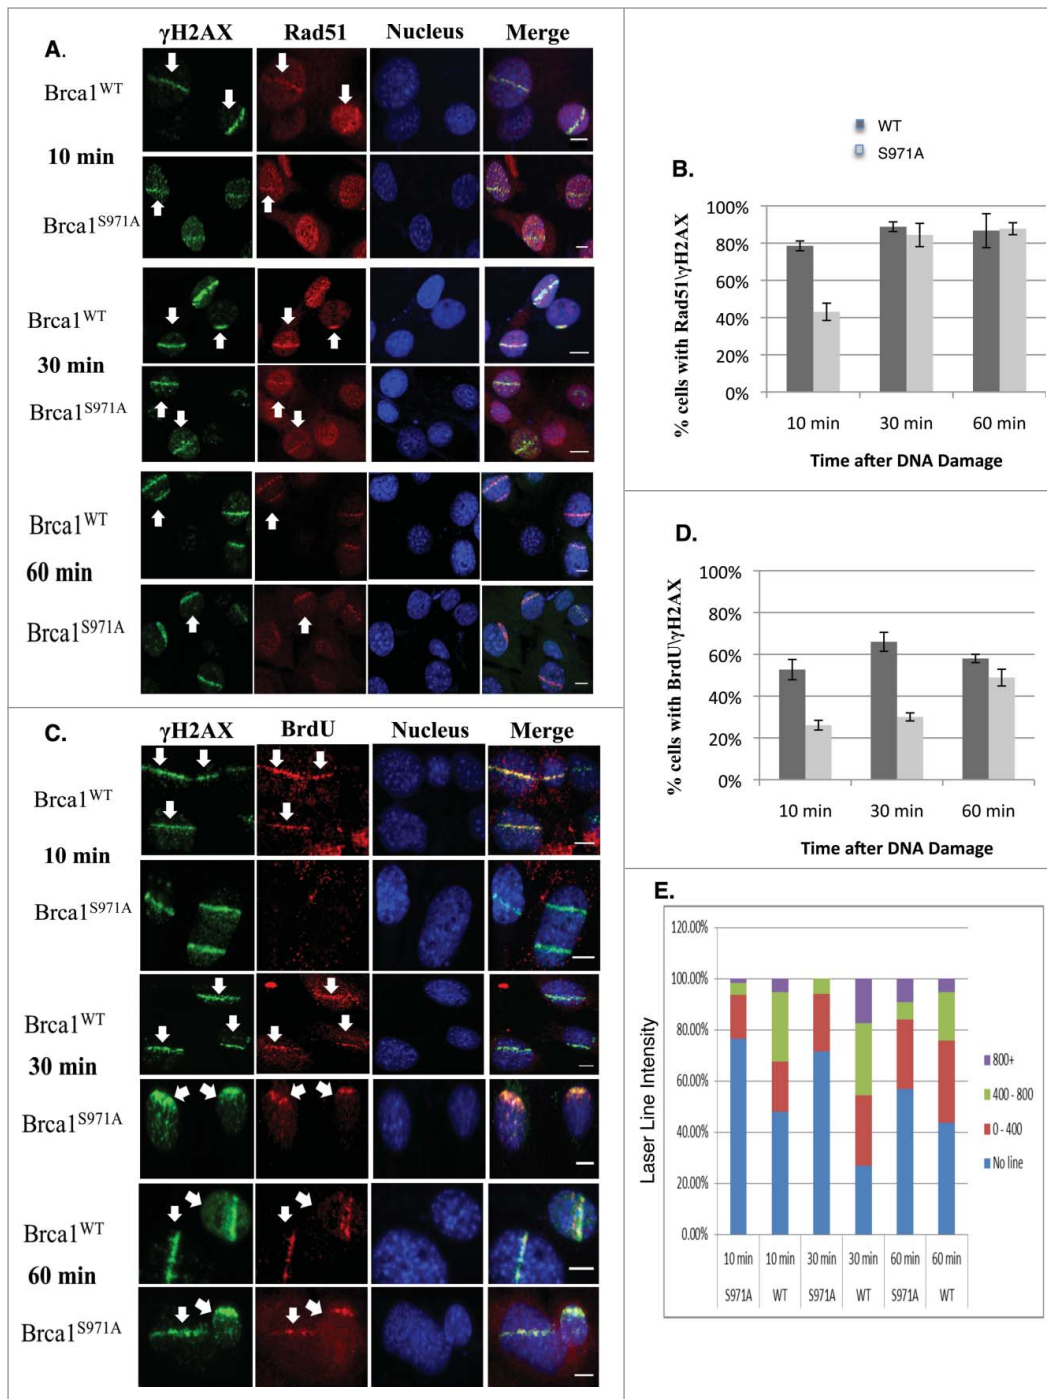 A.
γH2AX Rad51 Nucleus Merge
Brca1WT
10 min
Brca1S971A
Brca1WT
30 min
Brca1S971A
Brca1WT
60 min
Brca1S971A
WT
S971A
B.
% cells with Rad51\γH2AX
100%
80%
60%
40%
20%
0%
10 min 30 min 60 min
Time after DNA Damage
C.
γH2AX BrdU Nucleus Merge
Brca1WT
10 min
Brca1S971A
Brca1WT
30 min
Brca1S971A
Brca1WT
60 min
Brca1S971A
D.
% cells with BrdU\γH2AX
100%
80%
60%
40%
20%
0%
10 min 30 min 60 min
Time after DNA Damage
E.
Laser Line Intensity
120.00%
100.00%
80.00%
60.00%
40.00%
20.00%
0.00%
10 min 10 min 30 min 30 min 60 min 60 min
S971A WT S971A WT S971A WT
800+
400 - 800
0 - 400
No line